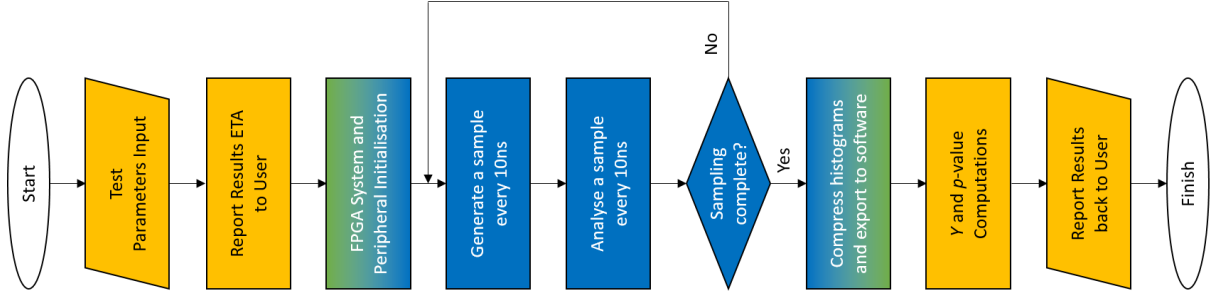 Start
Test
Parameters Input
Report Results ETA
to User
FPGA System and
Peripheral Initialisation
Generate a sample
every 10ns
Analyse a sample
every 10ns
Sampling
complete?
No
Yes
Compress histograms
and export to software
Y and p-value
Computations
Report Results
back to User
Finish